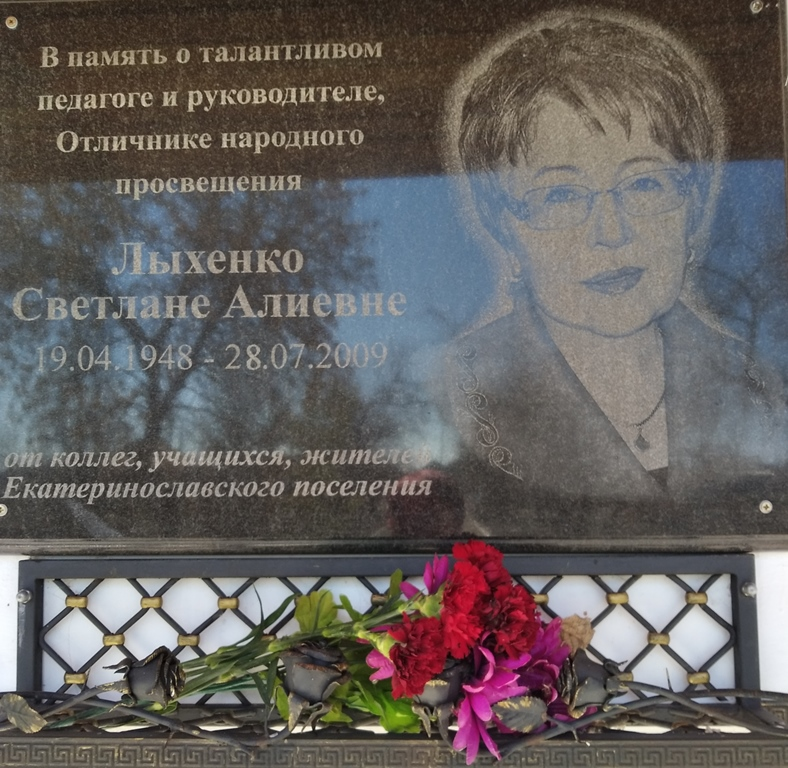 В память о талантливом
педагоге и руководителе,
Отличнике народного
просвещения
Лыхенко
Светлане Алиевне
19.04.1948 - 28.07.2009
от коллег, учащихся, жителей
Екатеринославского поселения